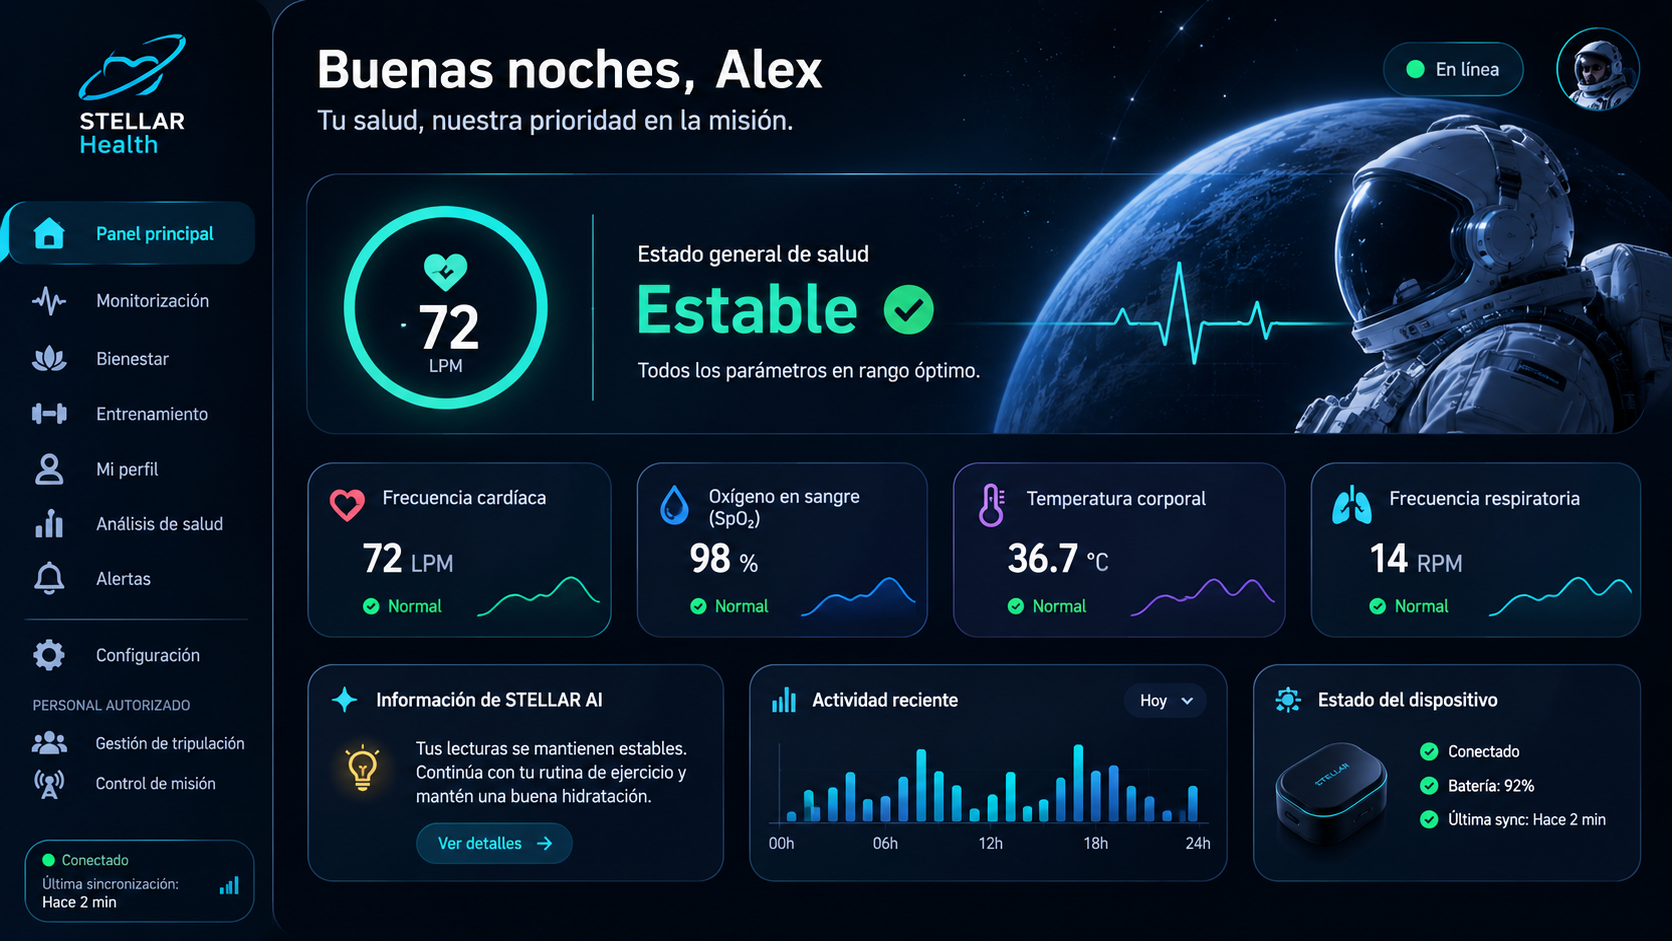 STELLAR
Health
Panel principal
Monitorización
Bienestar
Entrenamiento
Mi perfil
Análisis de salud
Alertas
Configuración
PERSONAL AUTORIZADO
Gestión de tripulación
Control de misión
Conectado
Última sincronización:
Hace 2 min
Buenas noches, Alex
Tu salud, nuestra prioridad en la misión.
En línea
72
LPM
Estado general de salud
Estable
Todos los parámetros en rango óptimo.
Frecuencia cardíaca
72 LPM
Normal
Oxígeno en sangre
(SpO₂)
98 %
Normal
Temperatura corporal
36.7 °C
Normal
Frecuencia respiratoria
14 RPM
Normal
Información de STELLAR AI
Tus lecturas se mantienen estables.
Continúa con tu rutina de ejercicio y
mantén una buena hidratación.
Ver detalles
Actividad reciente
Hoy
00h 06h 12h 18h 24h
Estado del dispositivo
STELLAR
Conectado
Batería: 92%
Última sync: Hace 2 min